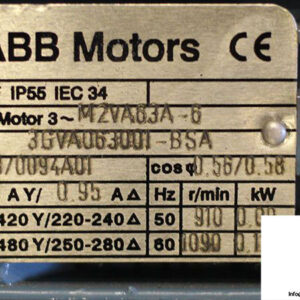 ABB Motors CE
IP55 IEC 34
Motor 3~ M2VA63A-6
3GVA063001-BSA
/0094A01 cosφ 0.56/0.58
A Y/ 0.95 A Δ Hz r/min kW
420 Y/220-240 Δ 50 910
480 Y/250-280 Δ 60 1090